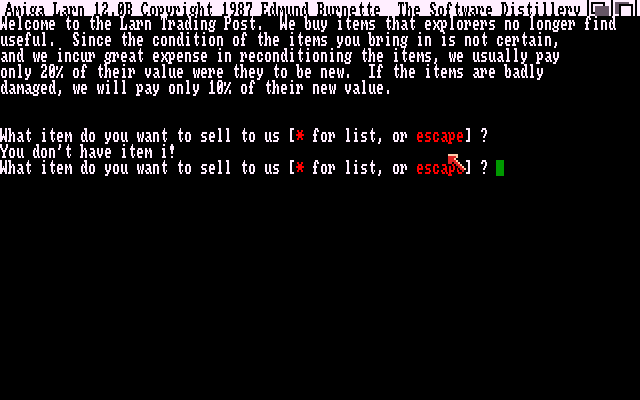 Amiga Larn 12.0B Copyright 1987 Edmund Burnette  The Software Distillery
Welcome to the Larn Trading Post.  We buy items that explorers no longer find
useful.  Since the condition of the items you bring in is not certain,
and we incur great expense in reconditioning the items, we usually pay
only 20% of their value were they to be new.  If the items are badly
damaged, we will pay only 10% of their new value.
What item do you want to sell to us [* for list, or escape] ?
You don't have item i!
What item do you want to sell to us [* for list, or escape] ?